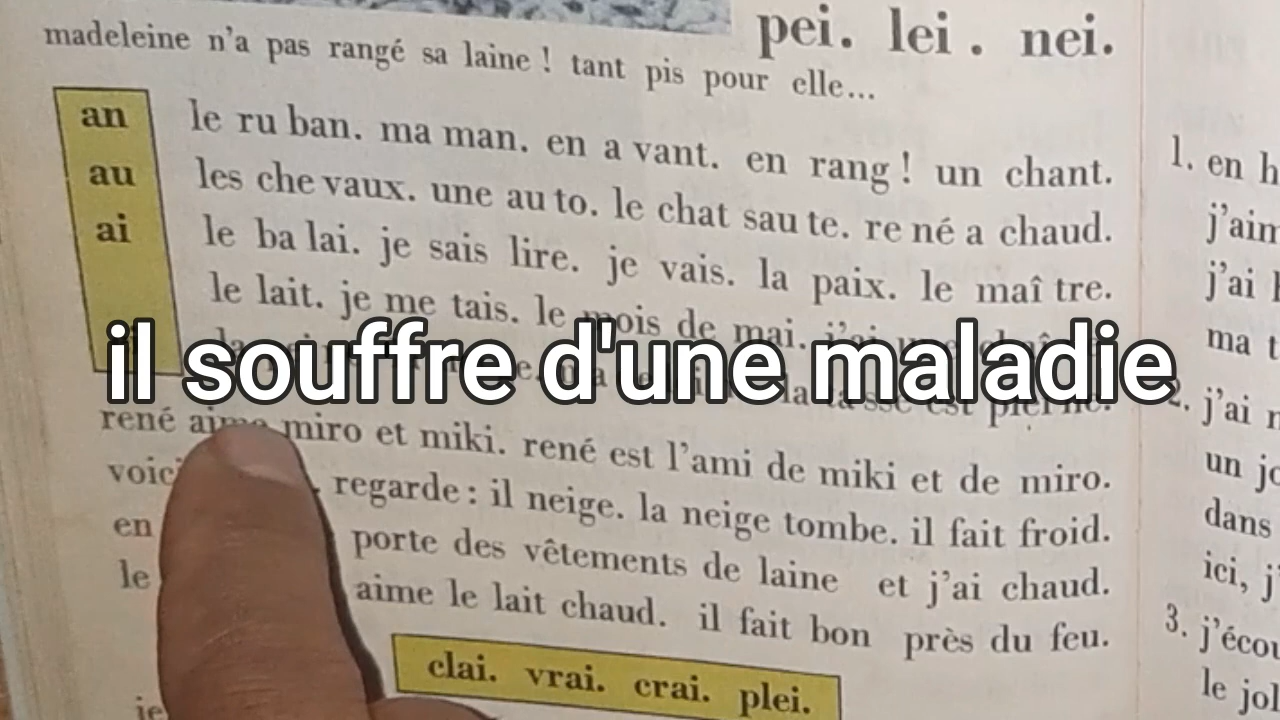 pei. lei. nei.
madeleine n'a pas rangé sa laine ! tant pis pour elle...
an le ru ban. ma man. en a vant. en rang ! un chant.
au les che vaux. une au to. le chat sau te. re né a chaud.
ai le ba lai. je sais lire. je vais. la paix. le maî tre.
le lait. je me tais. le mois de mai.
il souffre d'une maladie
rené aime miro et miki. rené est l'ami de miki et de miro.
regarde : il neige. la neige tombe. il fait froid.
en porte des vêtements de laine et j'ai chaud.
le aime le lait chaud. il fait bon près du feu.
clai. vrai. crai. plei.
je
1. en
j'ai
ma
2. j'ai
un
dans
ici,
3.
le